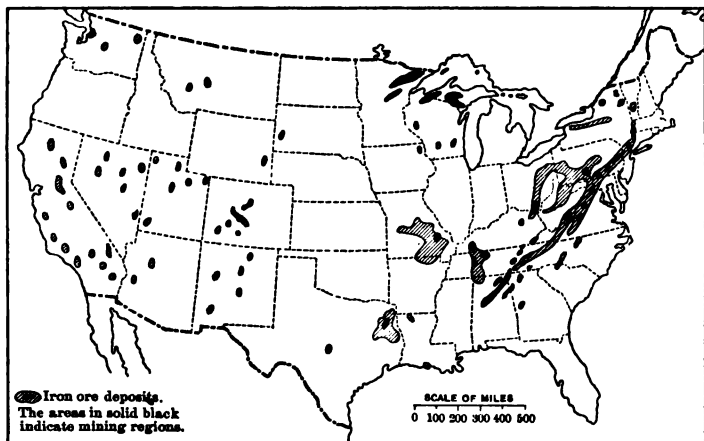 Iron ore deposits.
The areas in solid black
indicate mining regions.
SCALE OF MILES
0 100 200 300 400 500